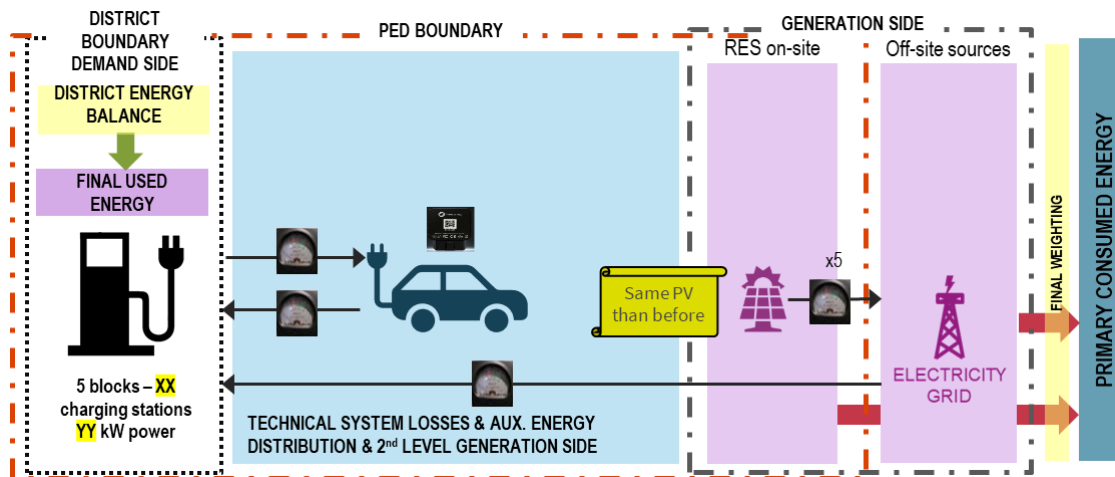 DISTRICT
BOUNDARY
DEMAND SIDE
DISTRICT ENERGY
BALANCE
FINAL USED
ENERGY
5 blocks – XX
charging stations
YY kW power
PED BOUNDARY
TECHNICAL SYSTEM LOSSES & AUX. ENERGY
DISTRIBUTION & 2nd LEVEL GENERATION SIDE
Same PV
than before
GENERATION SIDE
RES on-site
x5
Off-site sources
ELECTRICITY
GRID
FINAL WEIGHTING
PRIMARY CONSUMED ENERGY